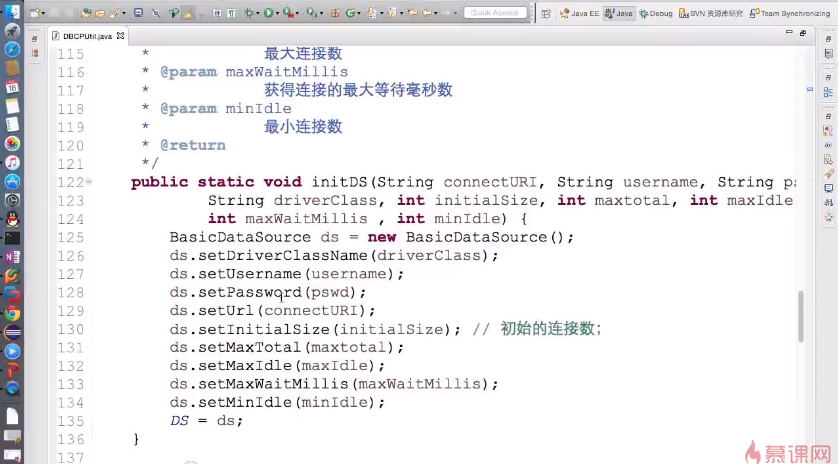 Quick Access
Java EE
Java
Debug
SVN 资源库研究
Team Synchronizing
DBCPUtil.java
115 * 最大连接数
116 * @param maxWaitMillis
117 * 获得连接的最大等待毫秒数
118 * @param minIdle
119 * 最小连接数
120 * @return
121 */
122 public static void initDS(String connectURI, String username, String ps
123 String driverClass, int initialSize, int maxtotal, int maxIdle
124 int maxWaitMillis , int minIdle) {
125 BasicDataSource ds = new BasicDataSource();
126 ds.setDriverClassName(driverClass);
127 ds.setUsername(username);
128 ds.setPassword(pswd);
129 ds.setUrl(connectURI);
130 ds.setInitialSize(initialSize); // 初始的连接数;
131 ds.setMaxTotal(maxtotal);
132 ds.setMaxIdle(maxIdle);
133 ds.setMaxWaitMillis(maxWaitMillis);
134 ds.setMinIdle(minIdle);
135 DS = ds;
136 }
137
慕课网